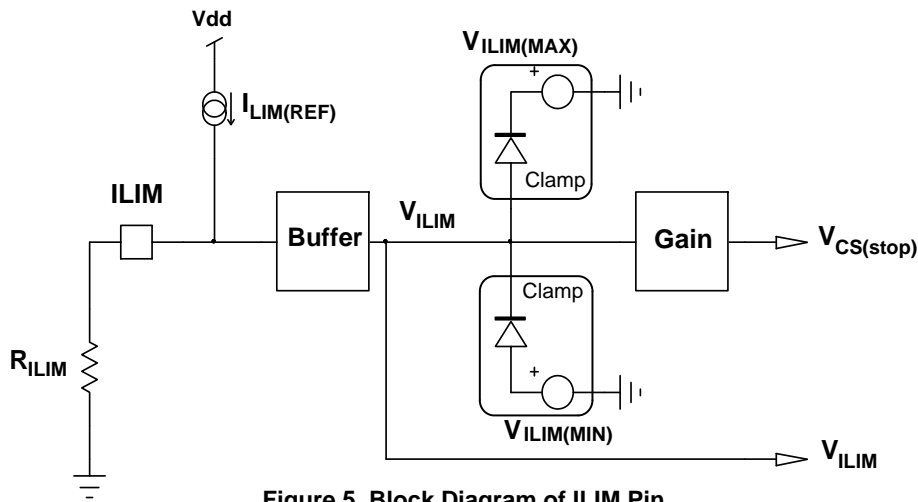 Vdd
V_ILIM(MAX)
+
I_LIM(REF)
Clamp
ILIM
Buffer
V_ILIM
Gain
V_CS(stop)
Clamp
R_ILIM
+
V_ILIM(MIN)
V_ILIM
Figure 5. Block Diagram of ILIM Pin